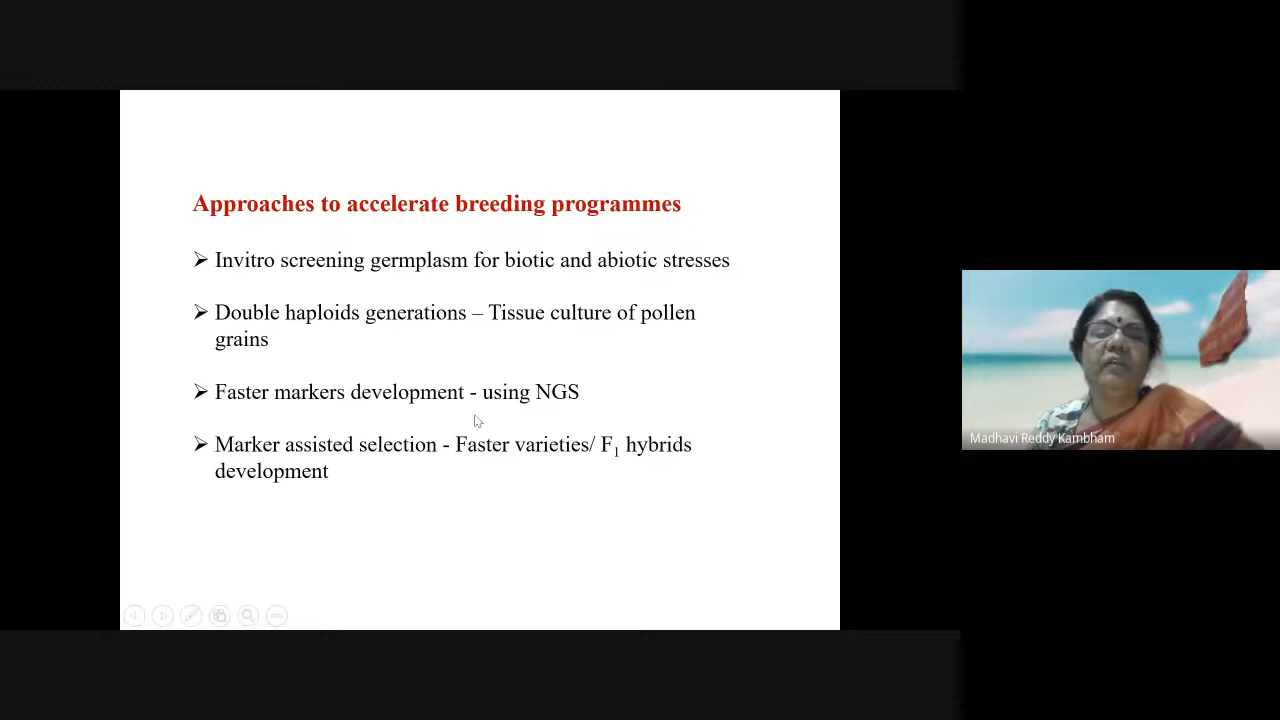 Approaches to accelerate breeding programmes
➢ Invitro screening germplasm for biotic and abiotic stresses
➢ Double haploids generations – Tissue culture of pollen
grains
➢ Faster markers development - using NGS
➢ Marker assisted selection - Faster varieties/ F₁ hybrids
development
Madhavi Reddy Kambham